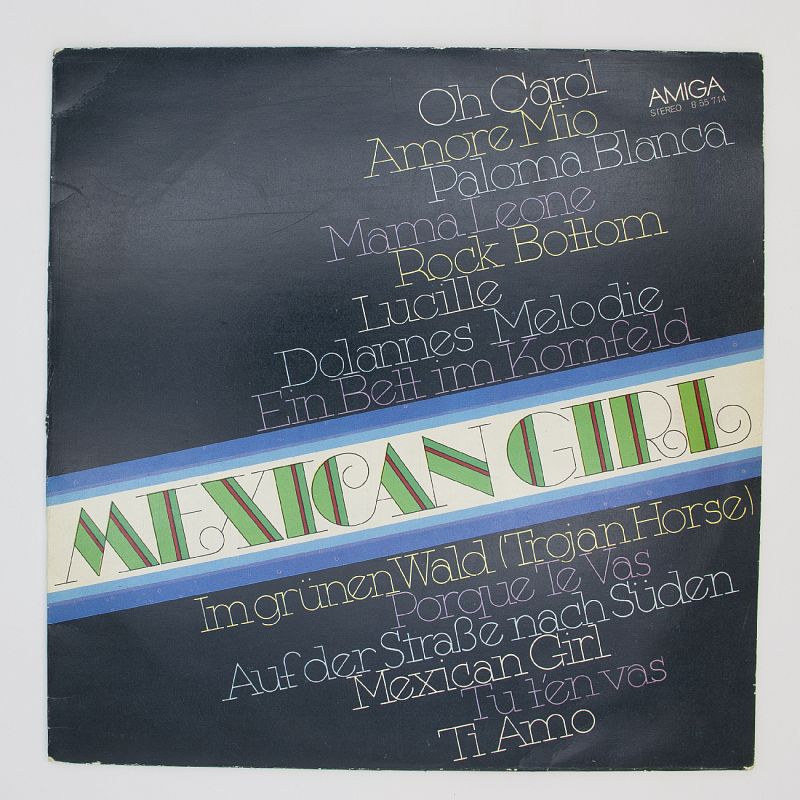 AMIGA
STEREO 8 55 714
Oh Carol
Amore Mio
Paloma Blanca
Mama Leone
Rock Bottom
Lucille
Dolannes Melodie
Ein Bett im Kornfeld
MEXICAN GIRL
Im grünen Wald (Trojan Horse)
Porque Te Vas
Auf der Straße nach Süden
Mexican Girl
Tu t'en vas
Ti Amo